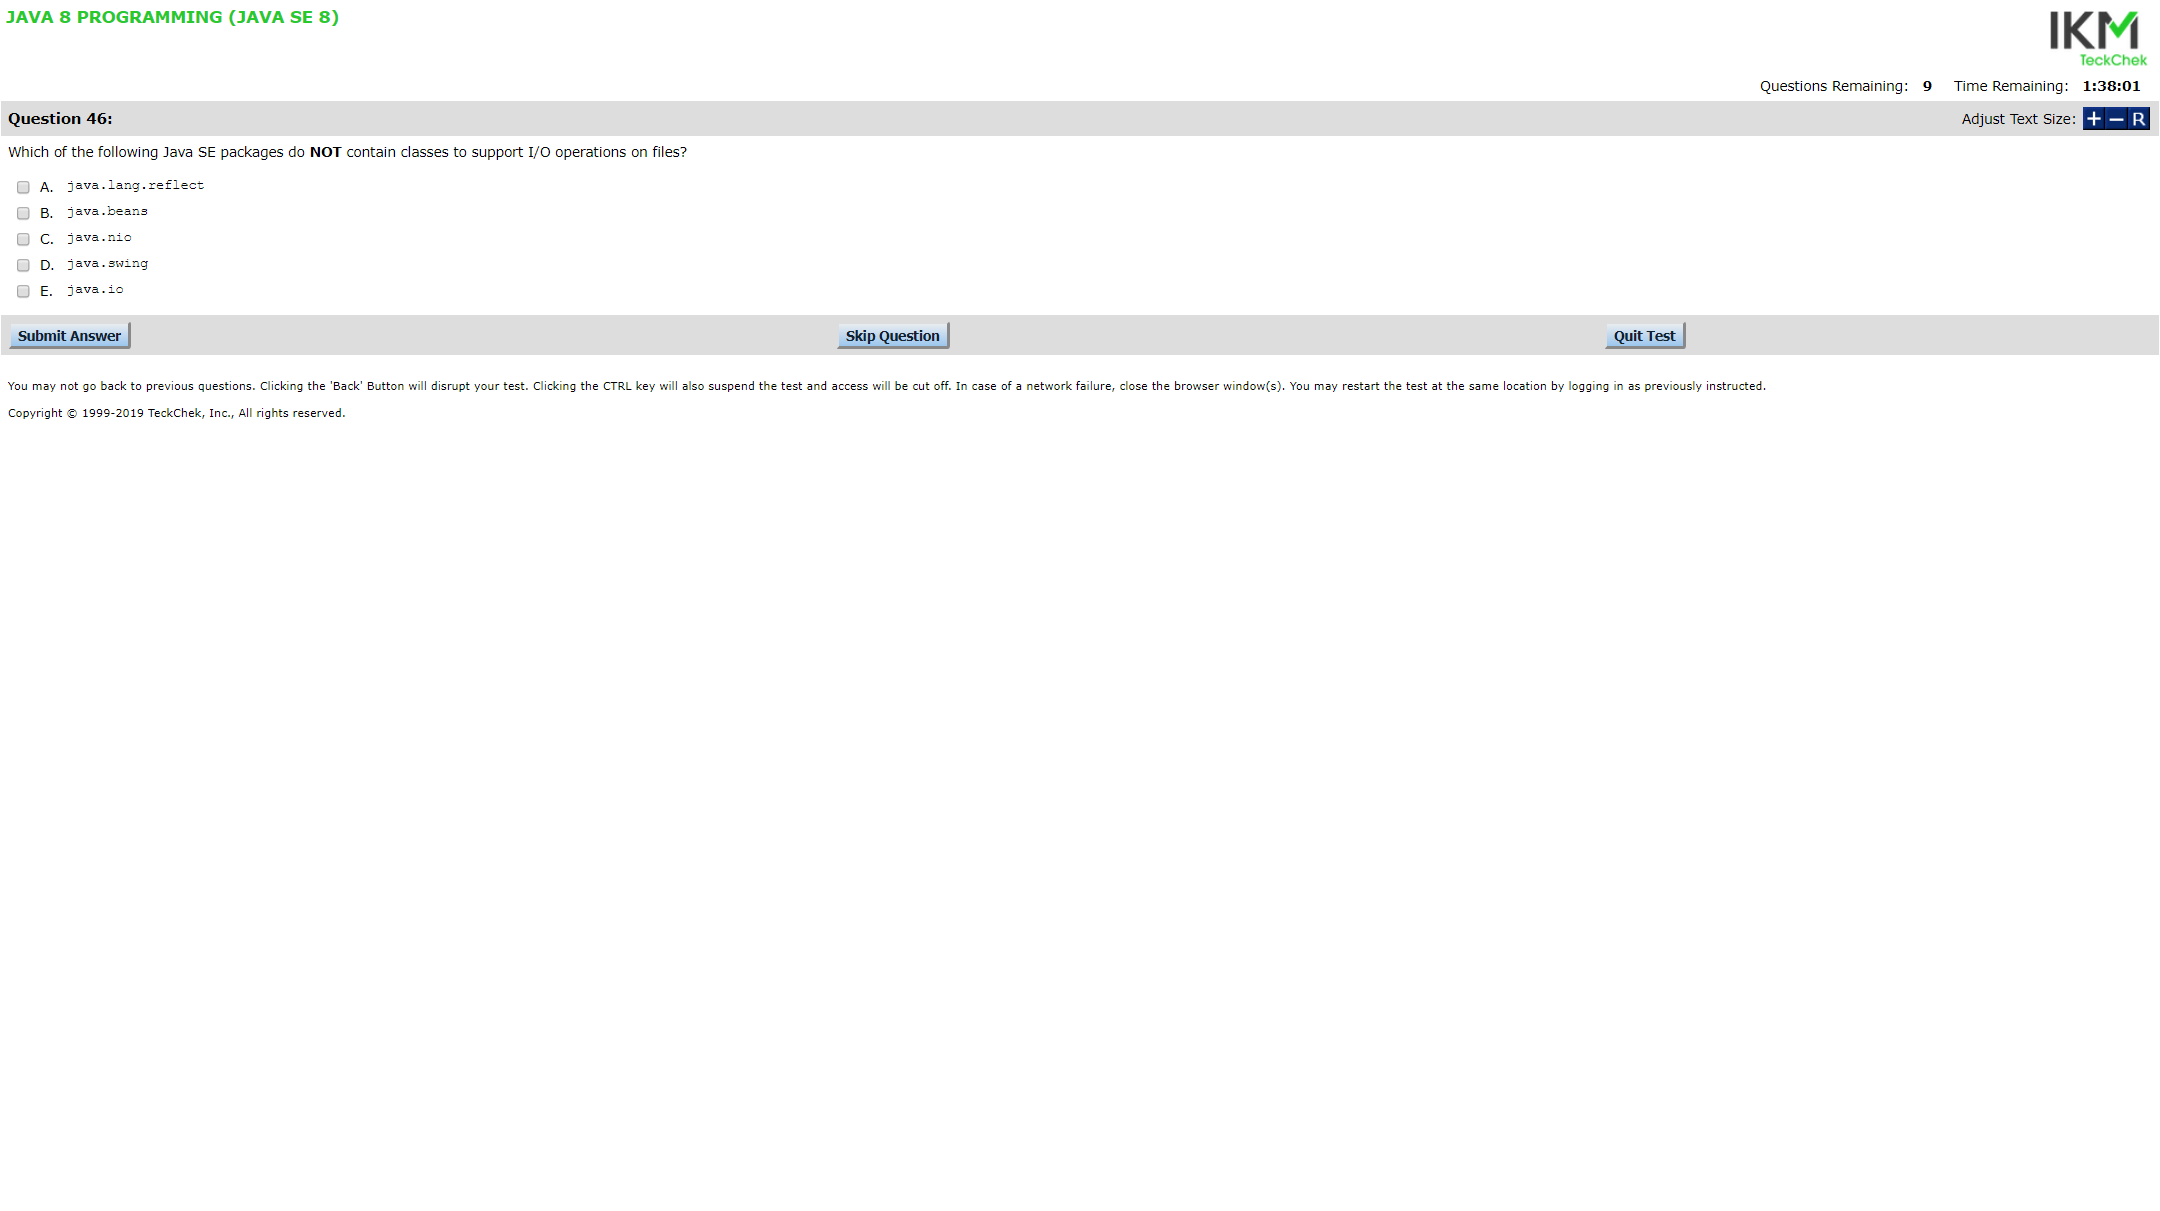 JAVA 8 PROGRAMMING (JAVA SE 8)
IKM
TeckChek
Questions Remaining: 9 Time Remaining: 1:38:01
Question 46:
Adjust Text Size: + − R
Which of the following Java SE packages do NOT contain classes to support I/O operations on files?
A. java.lang.reflect
B. java.beans
C. java.nio
D. java.swing
E. java.io
Submit Answer
Skip Question
Quit Test
You may not go back to previous questions. Clicking the 'Back' Button will disrupt your test. Clicking the CTRL key will also suspend the test and access will be cut off. In case of a network failure, close the browser window(s). You may restart the test at the same location by logging in as previously instructed.
Copyright © 1999-2019 TeckChek, Inc., All rights reserved.